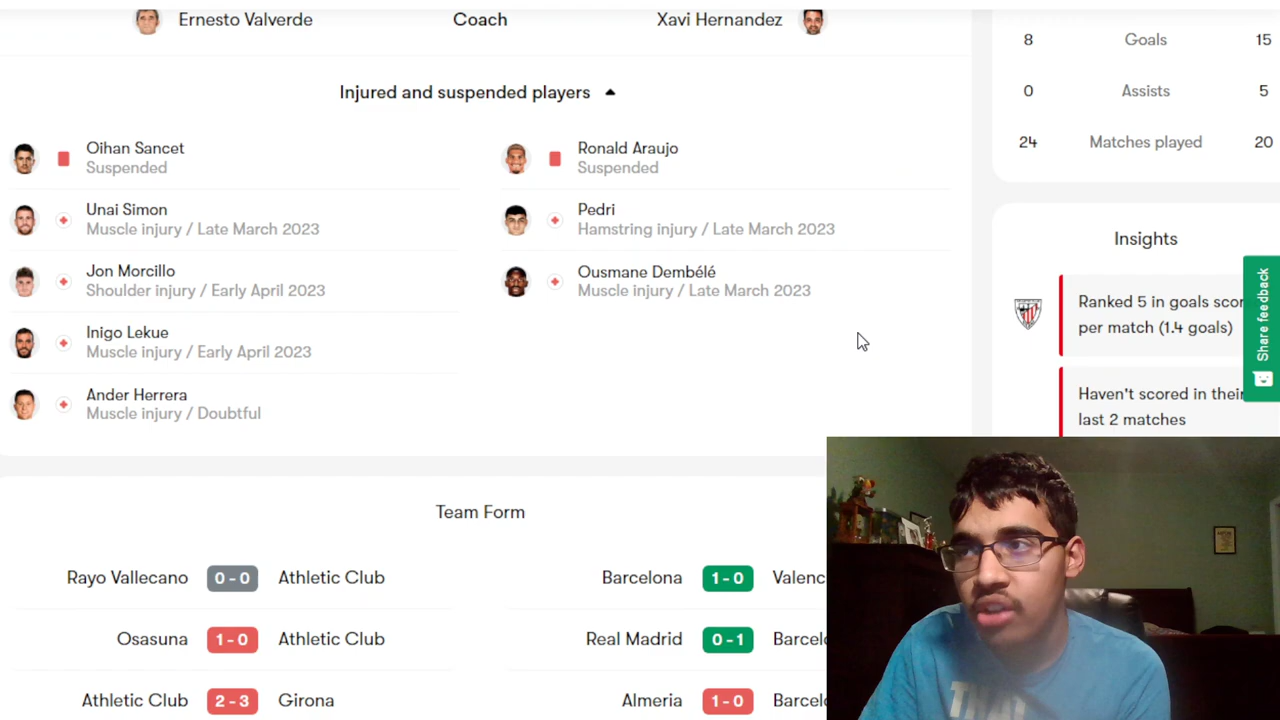 Ernesto Valverde Coach Xavi Hernandez
Injured and suspended players
Oihan Sancet
Suspended
Unai Simon
Muscle injury / Late March 2023
Jon Morcillo
Shoulder injury / Early April 2023
Inigo Lekue
Muscle injury / Early April 2023
Ander Herrera
Muscle injury / Doubtful
Ronald Araujo
Suspended
Pedri
Hamstring injury / Late March 2023
Ousmane Dembélé
Muscle injury / Late March 2023
Team Form
Rayo Vallecano 0 - 0 Athletic Club
Osasuna 1 - 0 Athletic Club
Athletic Club 2 - 3 Girona
Barcelona 1 - 0 Valenc
Real Madrid 0 - 1 Barcelo
Almeria 1 - 0 Barcel
8 Goals 15
0 Assists 5
24 Matches played 20
Insights
Ranked 5 in goals scor
per match (1.4 goals)
Haven't scored in their
last 2 matches
Share feedback